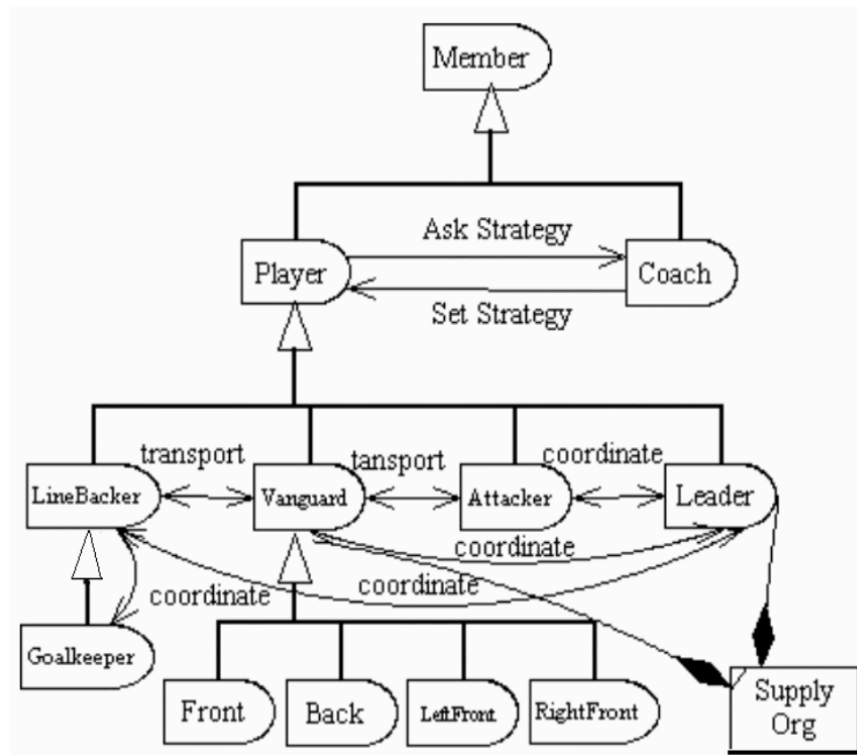 Member
Ask Strategy
Player
Coach
Set Strategy
transport
tansport
coordinate
LineBacker
Vanguard
Attacker
Leader
coordinate
coordinate
coordinate
Goalkeeper
Front
Back
LeftFront
RightFront
Supply
Org